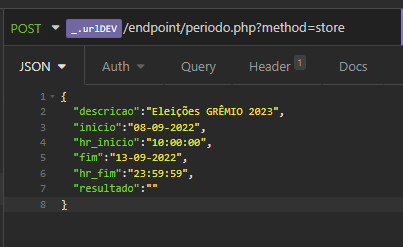 POST _.urlDEV /endpoint/periodo.php?method=store
JSON Auth Query Header 1 Docs
1 {
2 "descricao":"Eleições GRÊMIO 2023",
3 "inicio":"08-09-2022",
4 "hr_inicio":"10:00:00",
5 "fim":"13-09-2022",
6 "hr_fim":"23:59:59",
7 "resultado":""
8 }